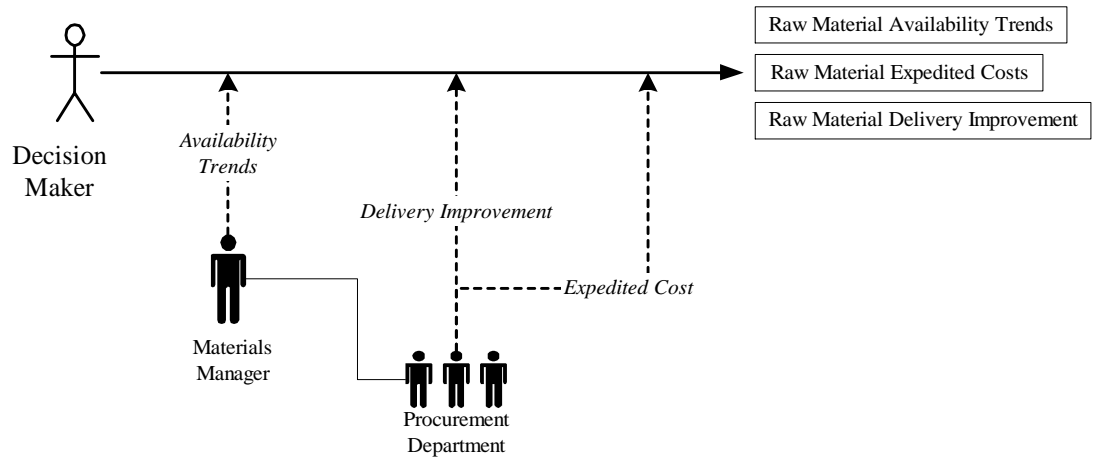 Raw Material Availability Trends
Raw Material Expedited Costs
Raw Material Delivery Improvement
Decision
Maker
Availability
Trends
Delivery Improvement
Expedited Cost
Materials
Manager
Procurement
Department